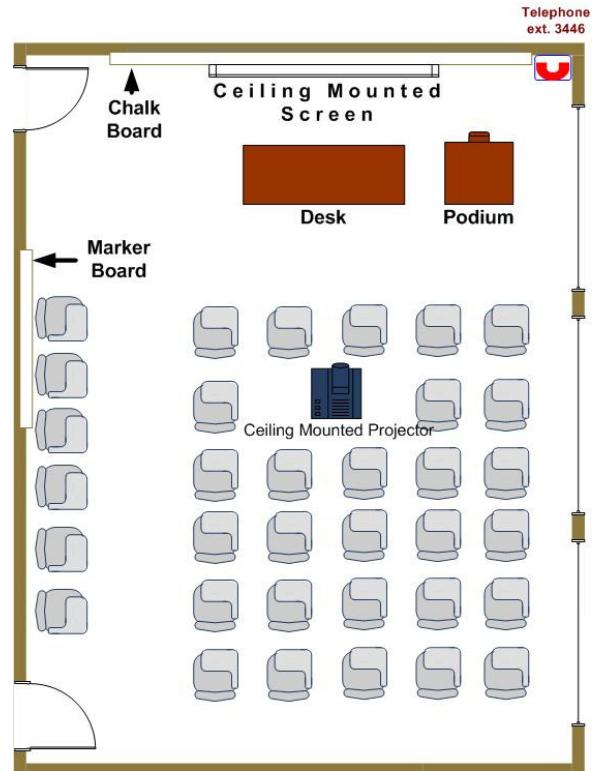 Telephone
ext. 3446
Chalk
Board
Ceiling Mounted
Screen
Desk
Podium
Marker
Board
Ceiling Mounted Projector